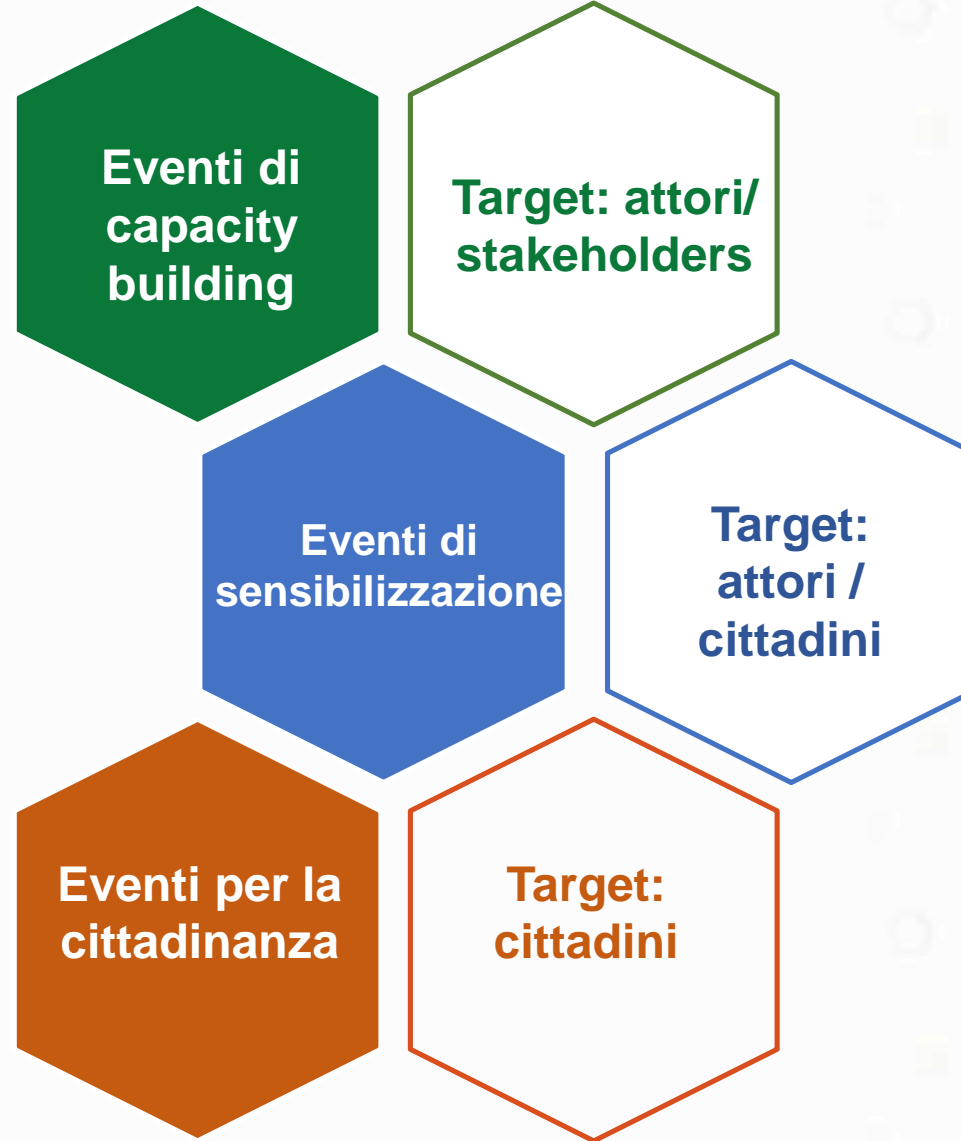 Eventi di
capacity
building
Target: attori/
stakeholders
Eventi di
sensibilizzazione
Target:
attori /
cittadini
Eventi per la
cittadinanza
Target:
cittadini